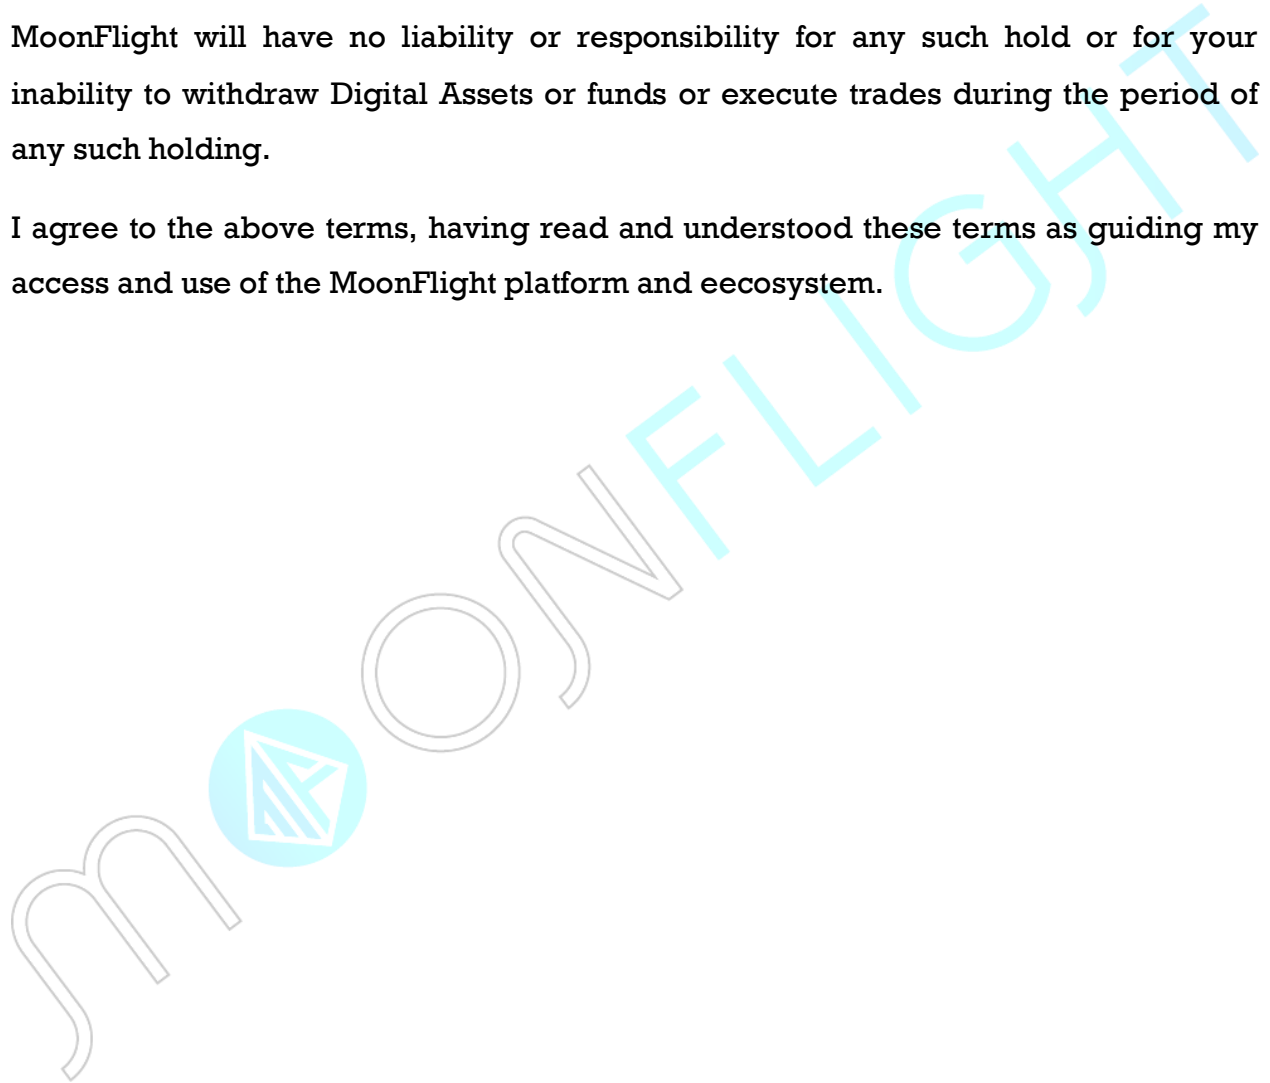 MoonFlight will have no liability or responsibility for any such hold or for your
inability to withdraw Digital Assets or funds or execute trades during the period of
any such holding.
I agree to the above terms, having read and understood these terms as guiding my
access and use of the MoonFlight platform and eecosystem.
MOONFLIGHT